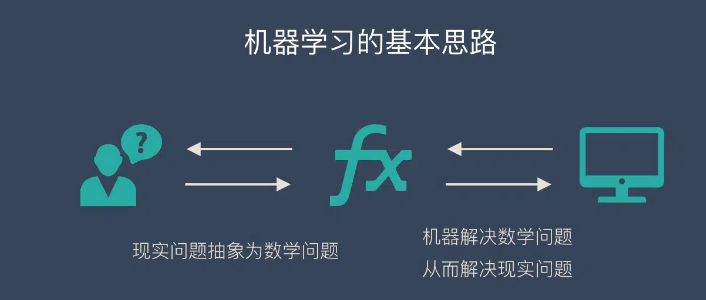 机器学习的基本思路
?
fx
现实问题抽象为数学问题
机器解决数学问题
从而解决现实问题